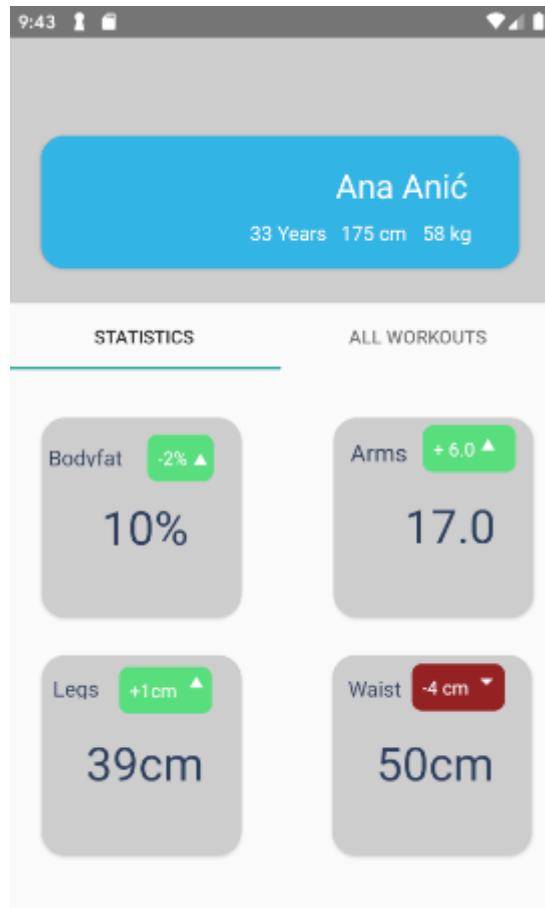 9:43
Ana Anić
33 Years 175 cm 58 kg
STATISTICS ALL WORKOUTS
Bodyfat -2%
10%
Arms + 6.0
17.0
Legs +1cm
39cm
Waist -4 cm
50cm